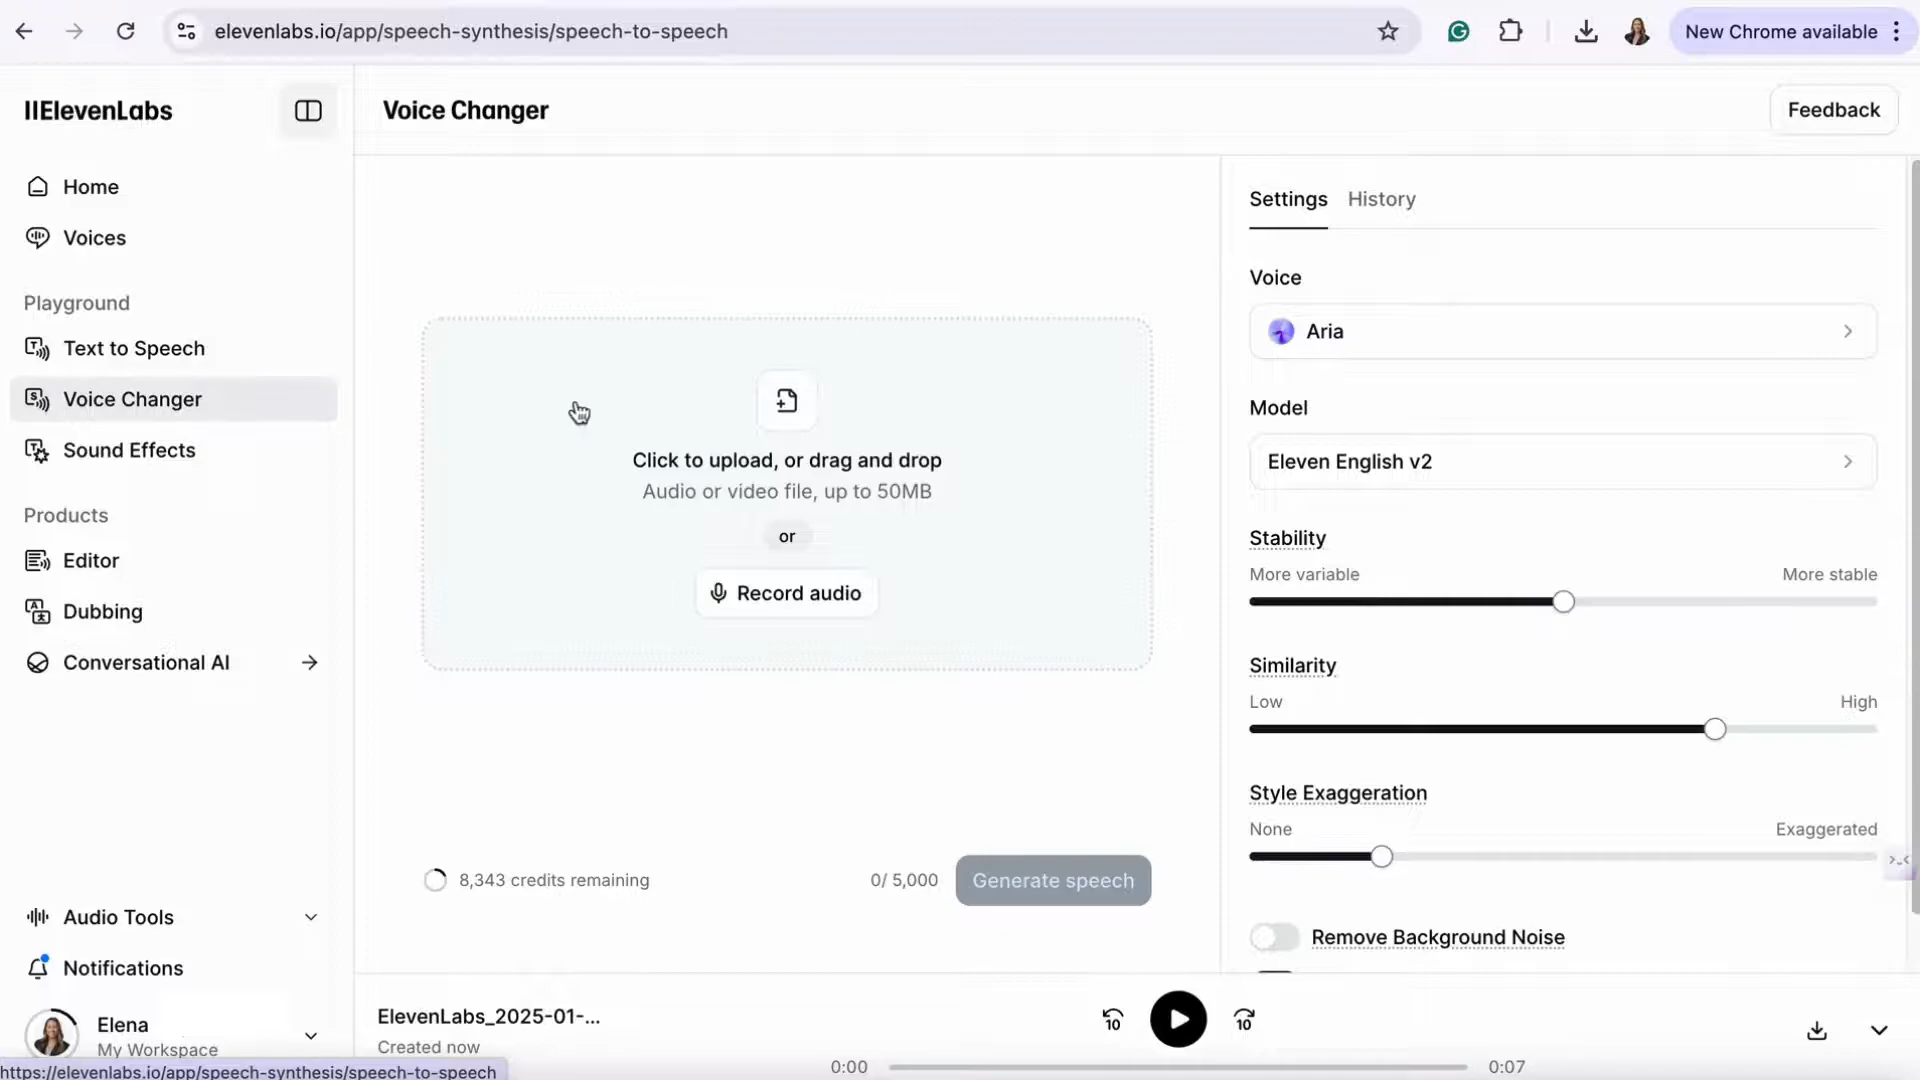 elevenlabs.io/app/speech-synthesis/speech-to-speech
New Chrome available
IIElevenLabs
Voice Changer
Feedback
Home
Voices
Playground
Text to Speech
Voice Changer
Sound Effects
Products
Editor
Dubbing
Conversational AI
Audio Tools
Notifications
Elena
My Workspace
https://elevenlabs.io/app/speech-synthesis/speech-to-speech
Click to upload, or drag and drop
Audio or video file, up to 50MB
or
Record audio
8,343 credits remaining
0/ 5,000
Generate speech
Settings
History
Voice
Aria
Model
Eleven English v2
Stability
More variable
More stable
Similarity
Low
High
Style Exaggeration
None
Exaggerated
Remove Background Noise
ElevenLabs_2025-01-...
Created now
10
10
0:00
0:07